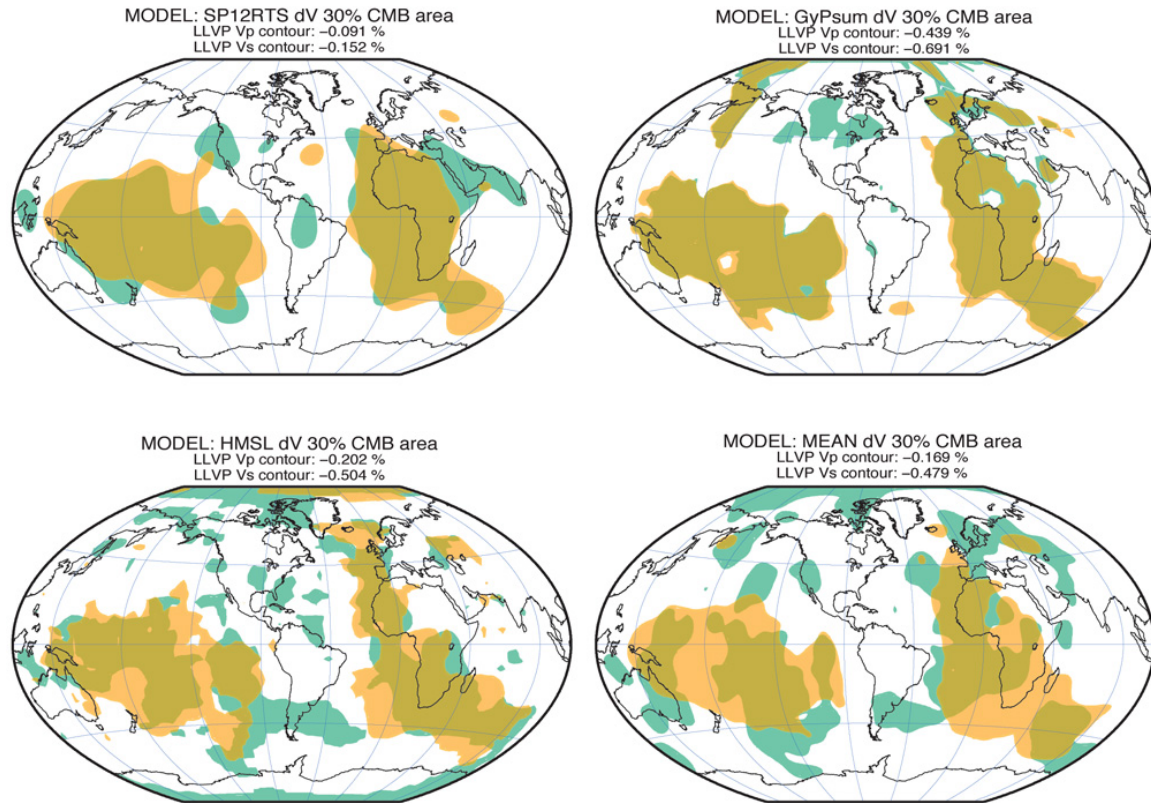 MODEL: SP12RTS dV 30% CMB area
LLVP Vp contour: −0.091 %
LLVP Vs contour: −0.152 %
MODEL: GyPsum dV 30% CMB area
LLVP Vp contour: −0.439 %
LLVP Vs contour: −0.691 %
MODEL: HMSL dV 30% CMB area
LLVP Vp contour: −0.202 %
LLVP Vs contour: −0.504 %
MODEL: MEAN dV 30% CMB area
LLVP Vp contour: −0.169 %
LLVP Vs contour: −0.479 %